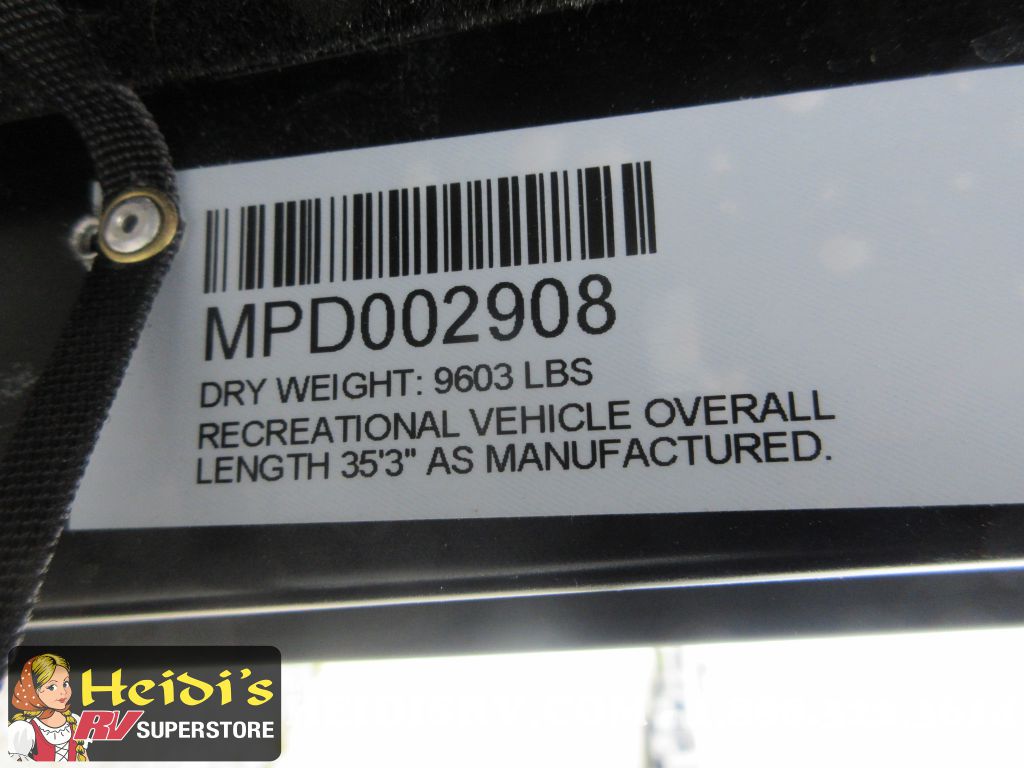 MPD002908
DRY WEIGHT: 9603 LBS
RECREATIONAL VEHICLE OVERALL
LENGTH 35'3" AS MANUFACTURED.
Heidi's
RV SUPERSTORE